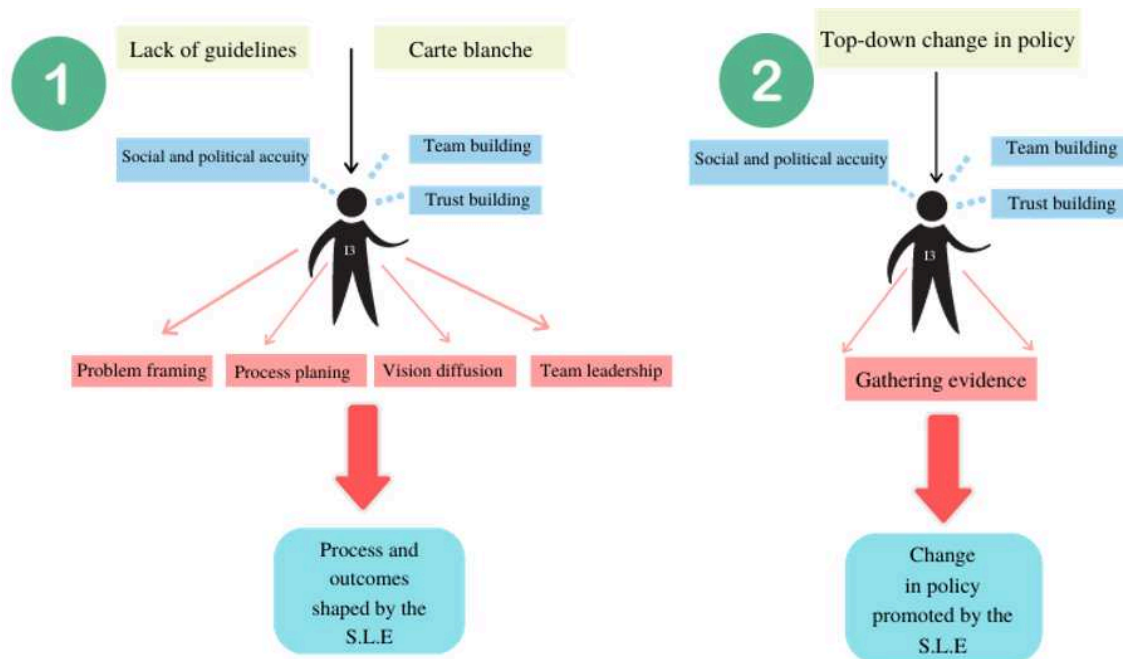 1
Lack of guidelines
Carte blanche
Social and political accuity
Team building
Trust building
I3
Problem framing
Process planing
Vision diffusion
Team leadership
Process and
outcomes
shaped by the
S.L.E
2
Top-down change in policy
Social and political accuity
Team building
Trust building
I3
Gathering evidence
Change
in policy
promoted by the
S.L.E